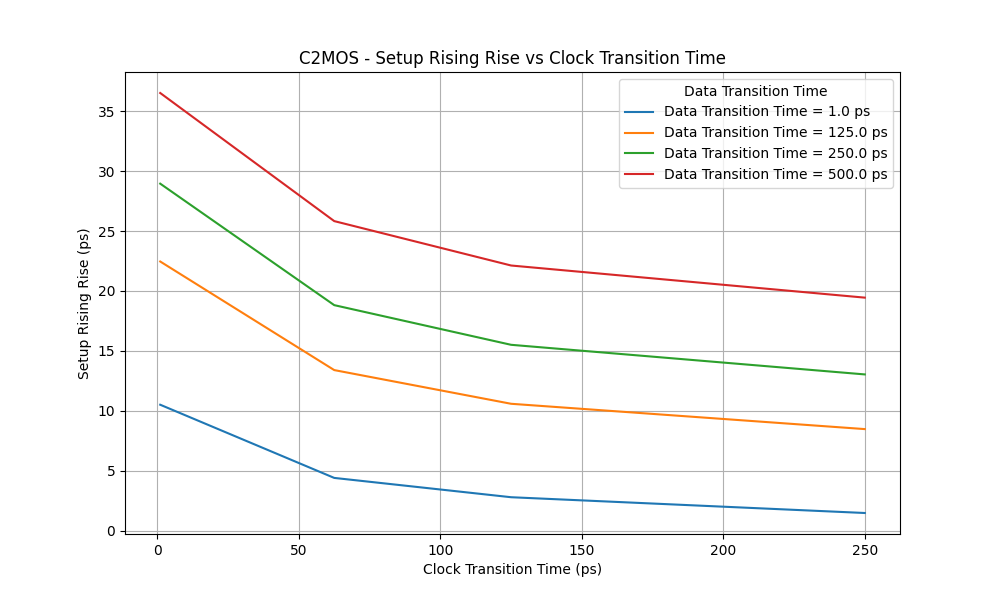 C2MOS - Setup Rising Rise vs Clock Transition Time
Data Transition Time
Data Transition Time = 1.0 ps
Data Transition Time = 125.0 ps
Data Transition Time = 250.0 ps
Data Transition Time = 500.0 ps
Setup Rising Rise (ps)
35
30
25
20
15
10
5
0
0 50 100 150 200 250
Clock Transition Time (ps)